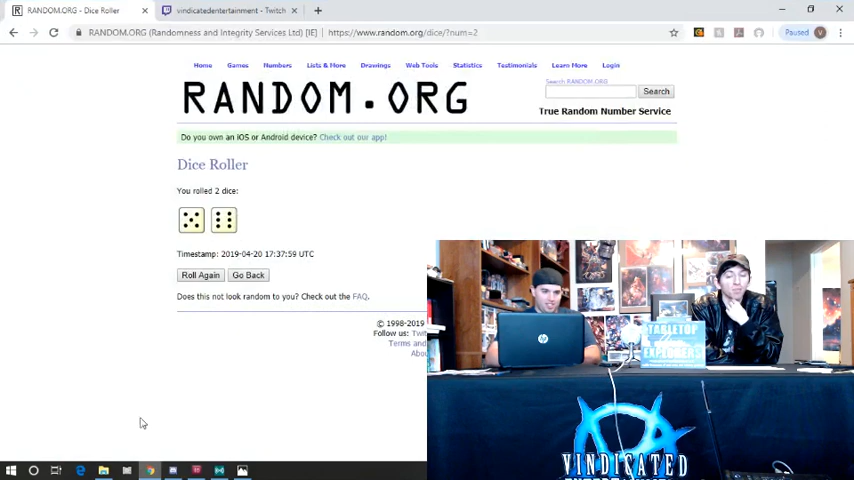 RANDOM.ORG - Dice Roller
vindicatedentertainment - Twitch
RANDOM.ORG (Randomness and Integrity Services Ltd) [IE] | https://www.random.org/dice/?num=2
Paused
Home Games Numbers Lists & More Drawings Web Tools Statistics Testimonials Learn More Login
Search RANDOM.ORG
RANDOM.ORG
Search
True Random Number Service
Do you own an iOS or Android device? Check out our app!
Dice Roller
You rolled 2 dice:
Timestamp: 2019-04-20 17:37:59 UTC
Roll Again Go Back
Does this not look random to you? Check out the FAQ.
© 1998-2019
Follow us: Twit
Terms and
Abou
TABLETOP
EXPLORERS
VINDICATED